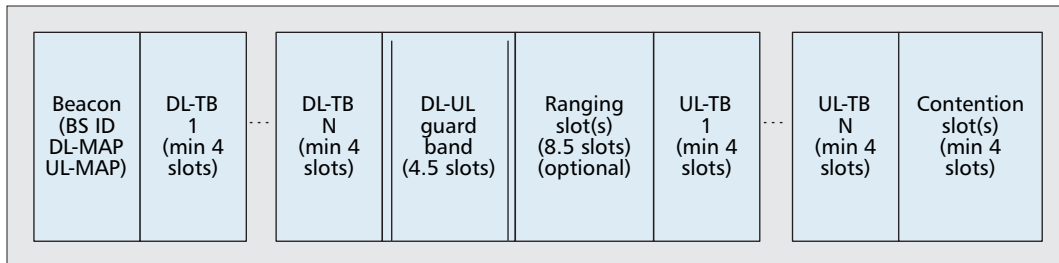 Beacon
(BS ID
DL-MAP
UL-MAP)
DL-TB
1
(min 4
slots)
DL-TB
N
(min 4
slots)
DL-UL
guard
band
(4.5 slots)
Ranging
slot(s)
(8.5 slots)
(optional)
UL-TB
1
(min 4
slots)
UL-TB
N
(min 4
slots)
Contention
slot(s)
(min 4
slots)